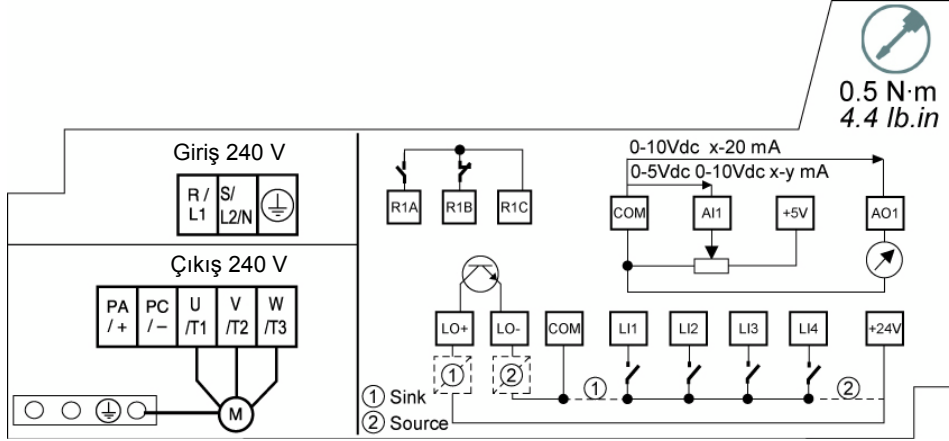 0.5 N·m
4.4 lb.in
Giriş 240 V
R / L1
S/ L2/N
Çıkış 240 V
PA / +
PC / –
U /T1
V /T2
W /T3
M
R1A R1B R1C
0-10Vdc x-20 mA
0-5Vdc 0-10Vdc x-y mA
COM AI1 +5V AO1
LO+ LO- COM LI1 LI2 LI3 LI4 +24V
① ② ① ②
① Sink
② Source